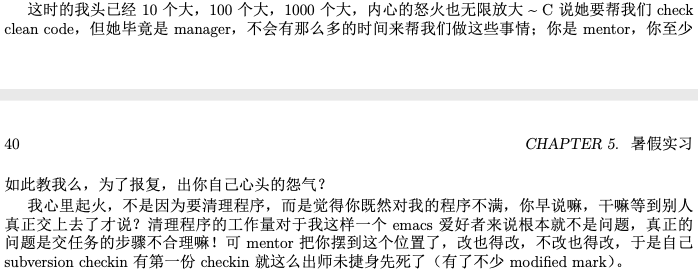 这时的我头已经 10 个大，100 个大，1000 个大，内心的怒火也无限放大 ~ C 说她要帮我们 check
clean code，但她毕竟是 manager，不会有那么多的时间来帮我们做这些事情；你是 mentor，你至少
40
CHAPTER 5. 暑假实习
如此教我么，为了报复，出你自己心头的怨气？
我心里起火，不是因为要清理程序，而是觉得你既然对我的程序不满，你早说嘛，干嘛等到别人
真正交上去了才说？清理程序的工作量对于我这样一个 emacs 爱好者来说根本就不是问题，真正的
问题是交任务的步骤不合理嘛！可 mentor 把你摆到这个位置了，改也得改，不改也得改，于是自己
subversion checkin 有第一份 checkin 就这么出师未捷身先死了（有了不少 modified mark）。